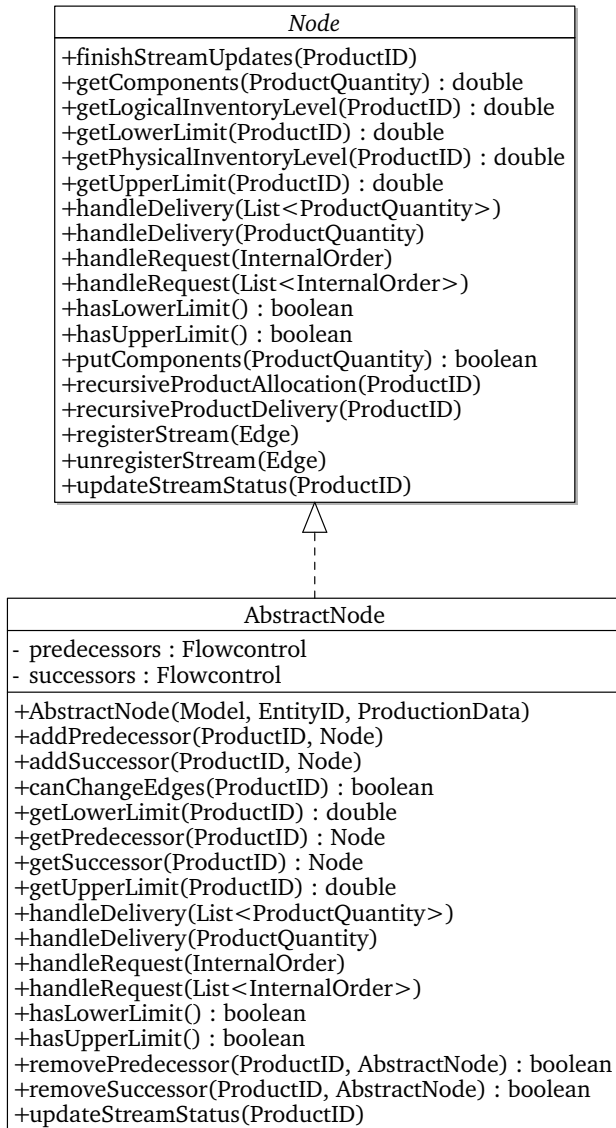 Node
+finishStreamUpdates(ProductID)
+getComponents(ProductQuantity) : double
+getLogicalInventoryLevel(ProductID) : double
+getLowerLimit(ProductID) : double
+getPhysicalInventoryLevel(ProductID) : double
+getUpperLimit(ProductID) : double
+handleDelivery(List<ProductQuantity>)
+handleDelivery(ProductQuantity)
+handleRequest(InternalOrder)
+handleRequest(List<InternalOrder>)
+hasLowerLimit() : boolean
+hasUpperLimit() : boolean
+putComponents(ProductQuantity) : boolean
+recursiveProductAllocation(ProductID)
+recursiveProductDelivery(ProductID)
+registerStream(Edge)
+unregisterStream(Edge)
+updateStreamStatus(ProductID)
AbstractNode
- predecessors : Flowcontrol
- successors : Flowcontrol
+AbstractNode(Model, EntityID, ProductionData)
+addPredecessor(ProductID, Node)
+addSuccessor(ProductID, Node)
+canChangeEdges(ProductID) : boolean
+getLowerLimit(ProductID) : double
+getPredecessor(ProductID) : Node
+getSuccessor(ProductID) : Node
+getUpperLimit(ProductID) : double
+handleDelivery(List<ProductQuantity>)
+handleDelivery(ProductQuantity)
+handleRequest(InternalOrder)
+handleRequest(List<InternalOrder>)
+hasLowerLimit() : boolean
+hasUpperLimit() : boolean
+removePredecessor(ProductID, AbstractNode) : boolean
+removeSuccessor(ProductID, AbstractNode) : boolean
+updateStreamStatus(ProductID)